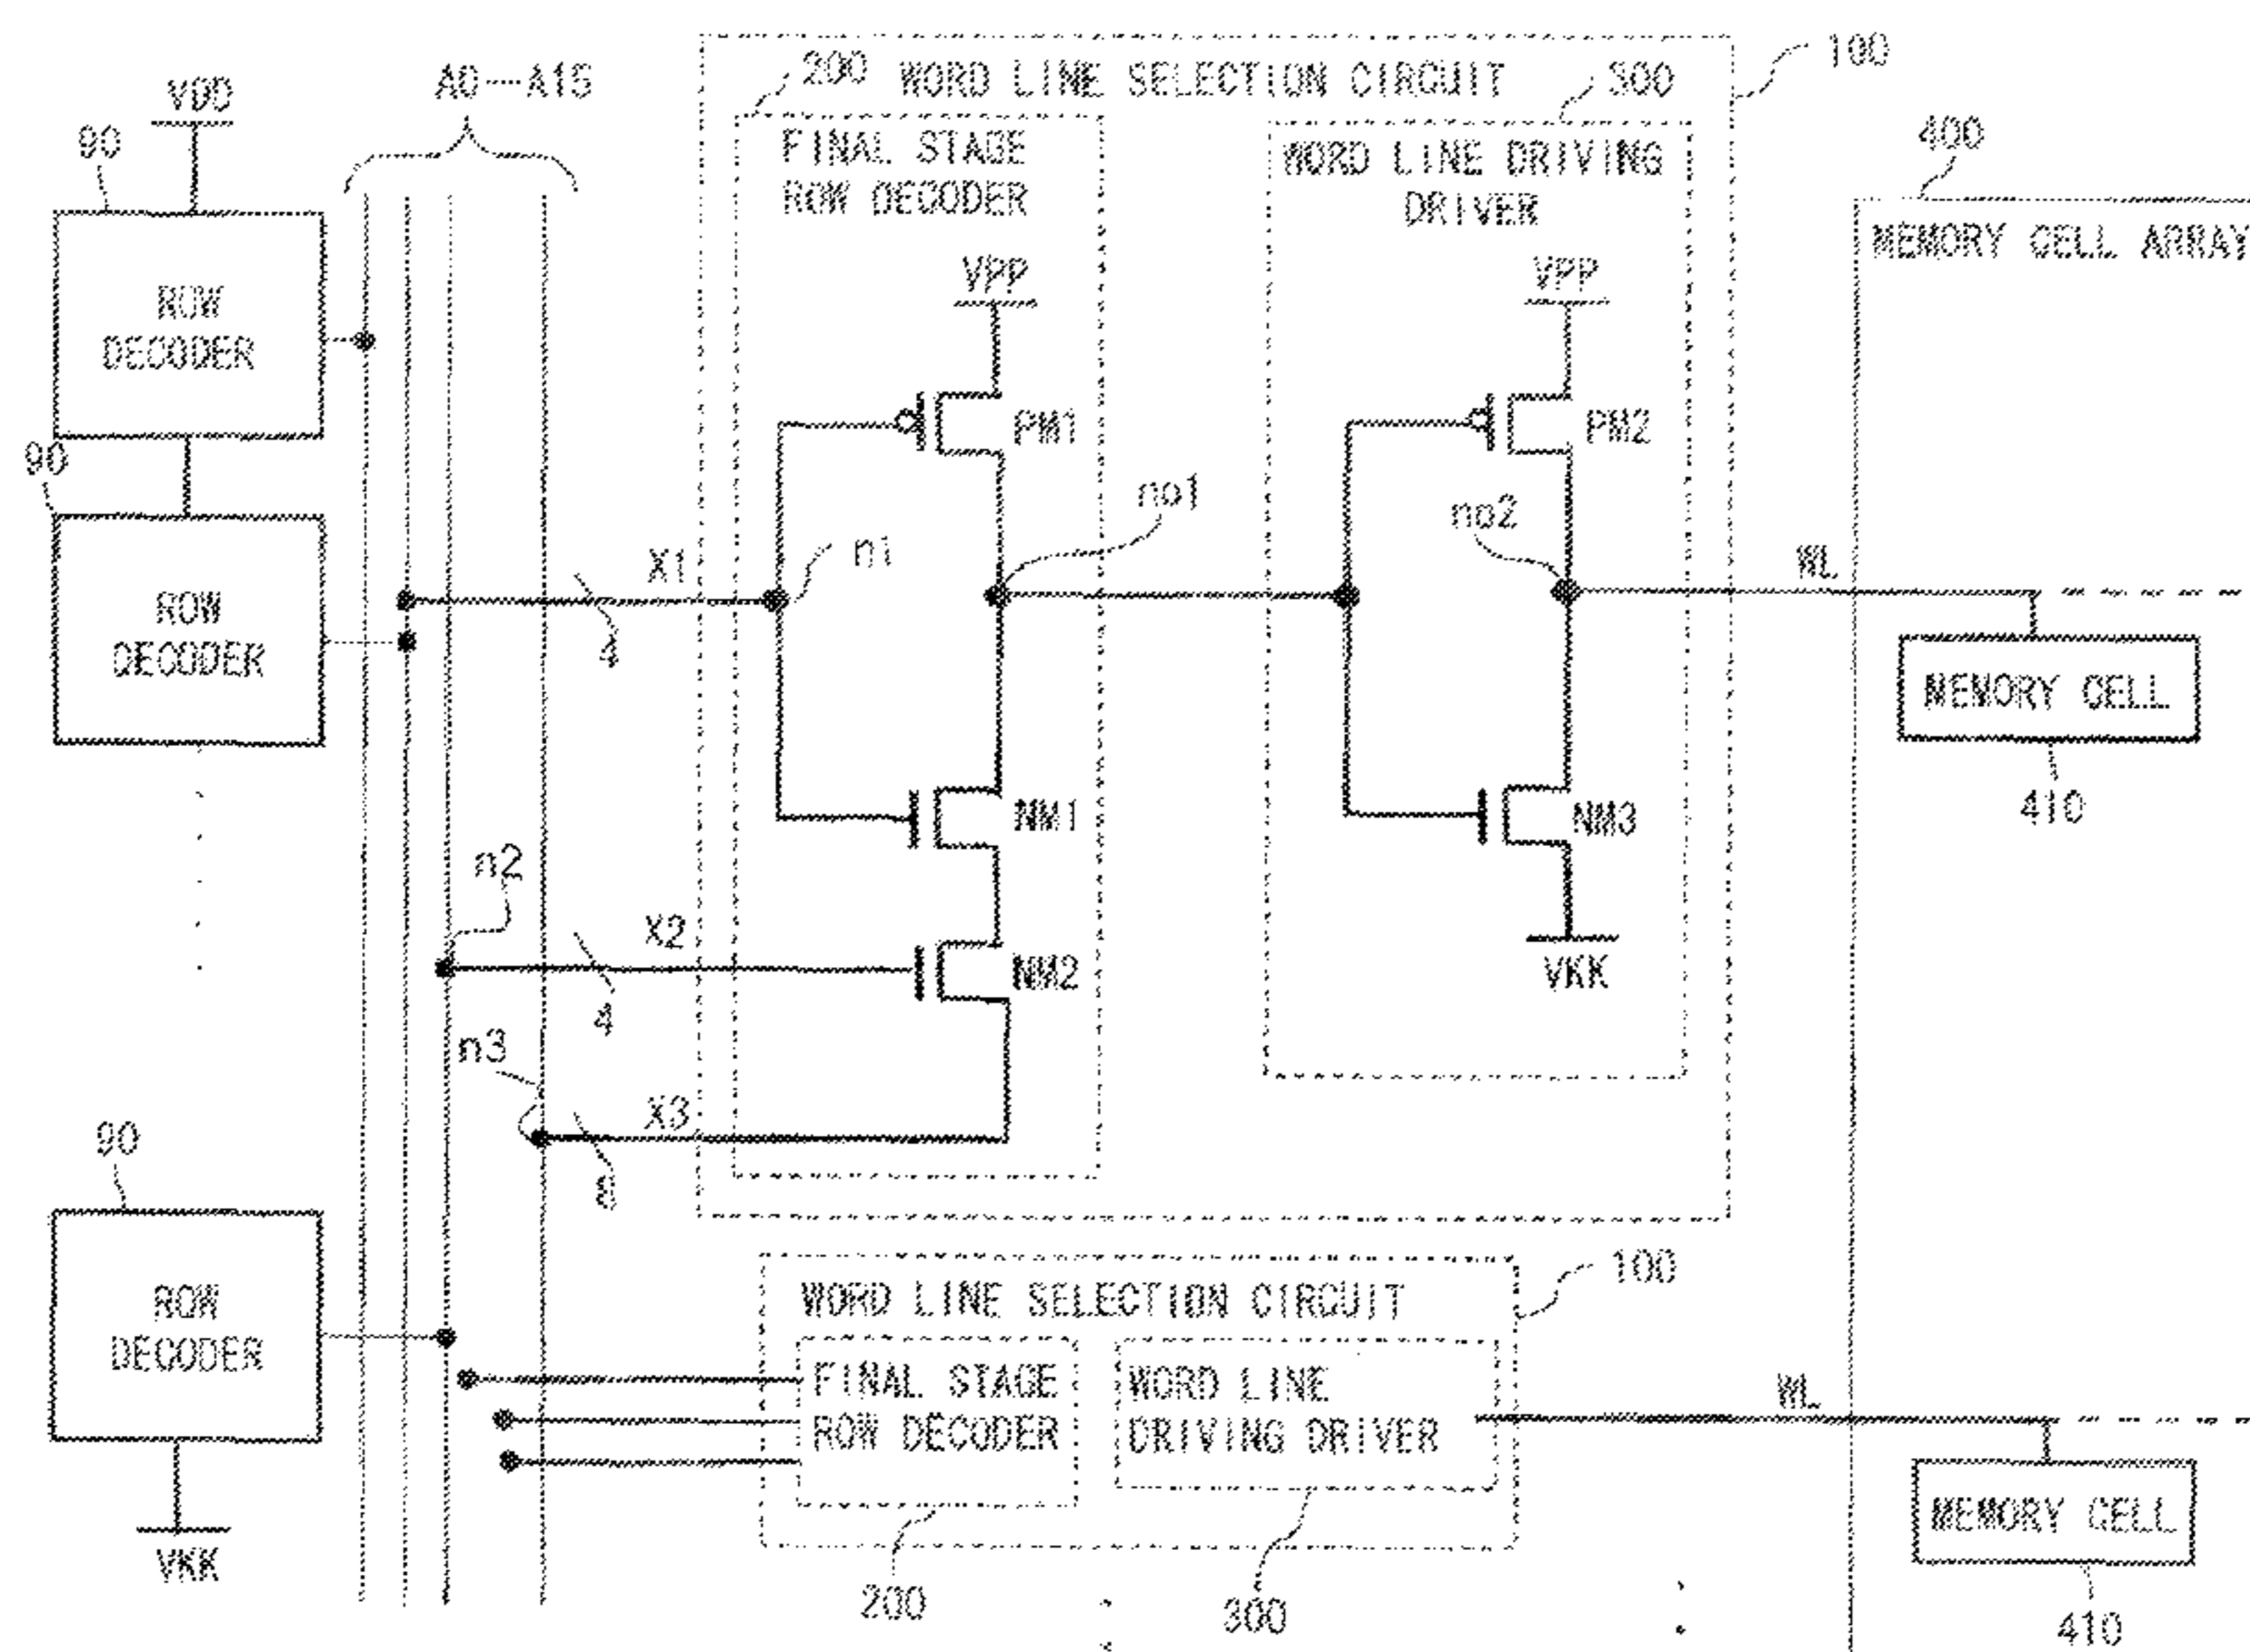 A0---A15
VDD
90
ROW
DECODER
90
ROW
DECODER
90
ROW
DECODER
VKK
100
WORD LINE SELECTION CIRCUIT
200
FINAL STAGE
ROW DECODER
VPP
PM1
n1
no1
X1
4
NM1
n2
X2
4
NM2
n3
X3
8
300
WORD LINE DRIVING
DRIVER
VPP
PM2
no2
NM3
VKK
400
MEMORY CELL ARRAY
WL
MEMORY CELL
410
100
WORD LINE SELECTION CIRCUIT
FINAL STAGE
ROW DECODER
200
WORD LINE
DRIVING DRIVER
300
WL
MEMORY CELL
410